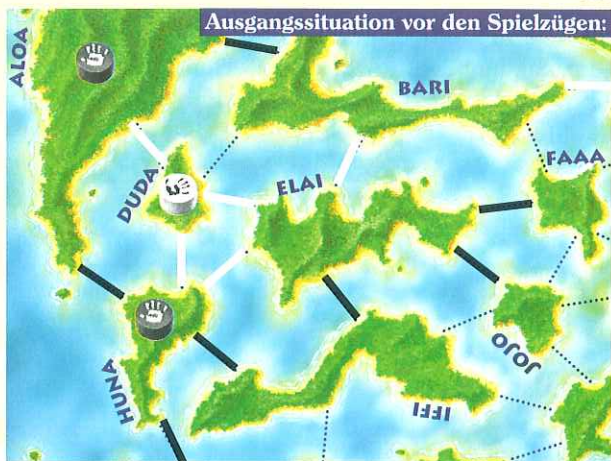 Ausgangssituation vor den Spielzügen:
ALOA
BARI
FAAA
ELAI
DUDA
JOJO
HUNA
IFFI